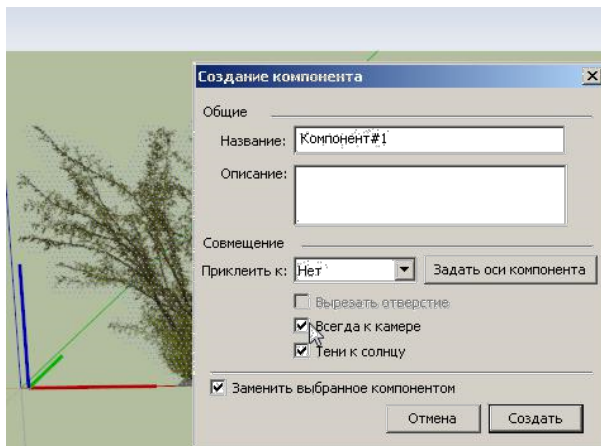 Создание компонента
Общие
Название: Компонент#1
Описание:
Совмещение
Приклеить к: Нет Задать оси компонента
Вырезать отверстие
Всегда к камере
Тени к солнцу
Заменить выбранное компонентом
Отмена Создать